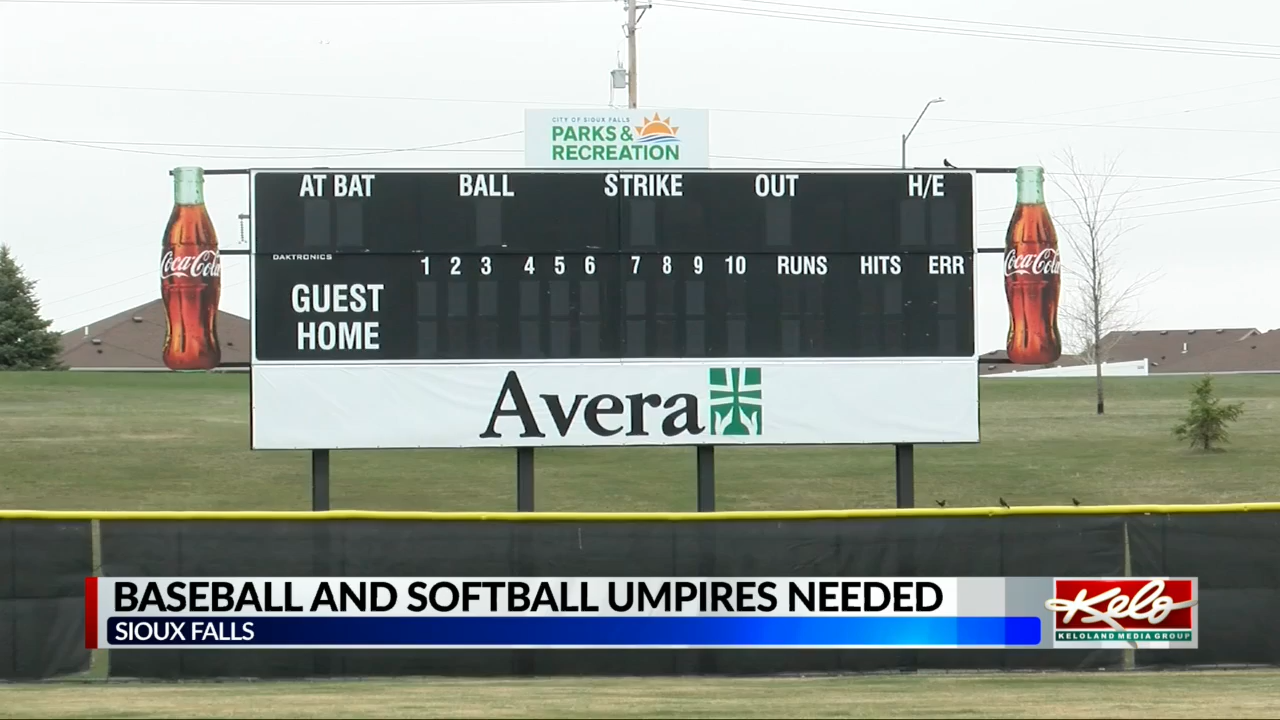 CITY OF SIOUX FALLS
PARKS &
RECREATION
AT BAT BALL STRIKE OUT H/E
DAKTRONICS
1 2 3 4 5 6 7 8 9 10 RUNS HITS ERR
GUEST
HOME
Coca-Cola
Coca-Cola
Avera
BASEBALL AND SOFTBALL UMPIRES NEEDED
SIOUX FALLS
Kelo
KELOLAND MEDIA GROUP